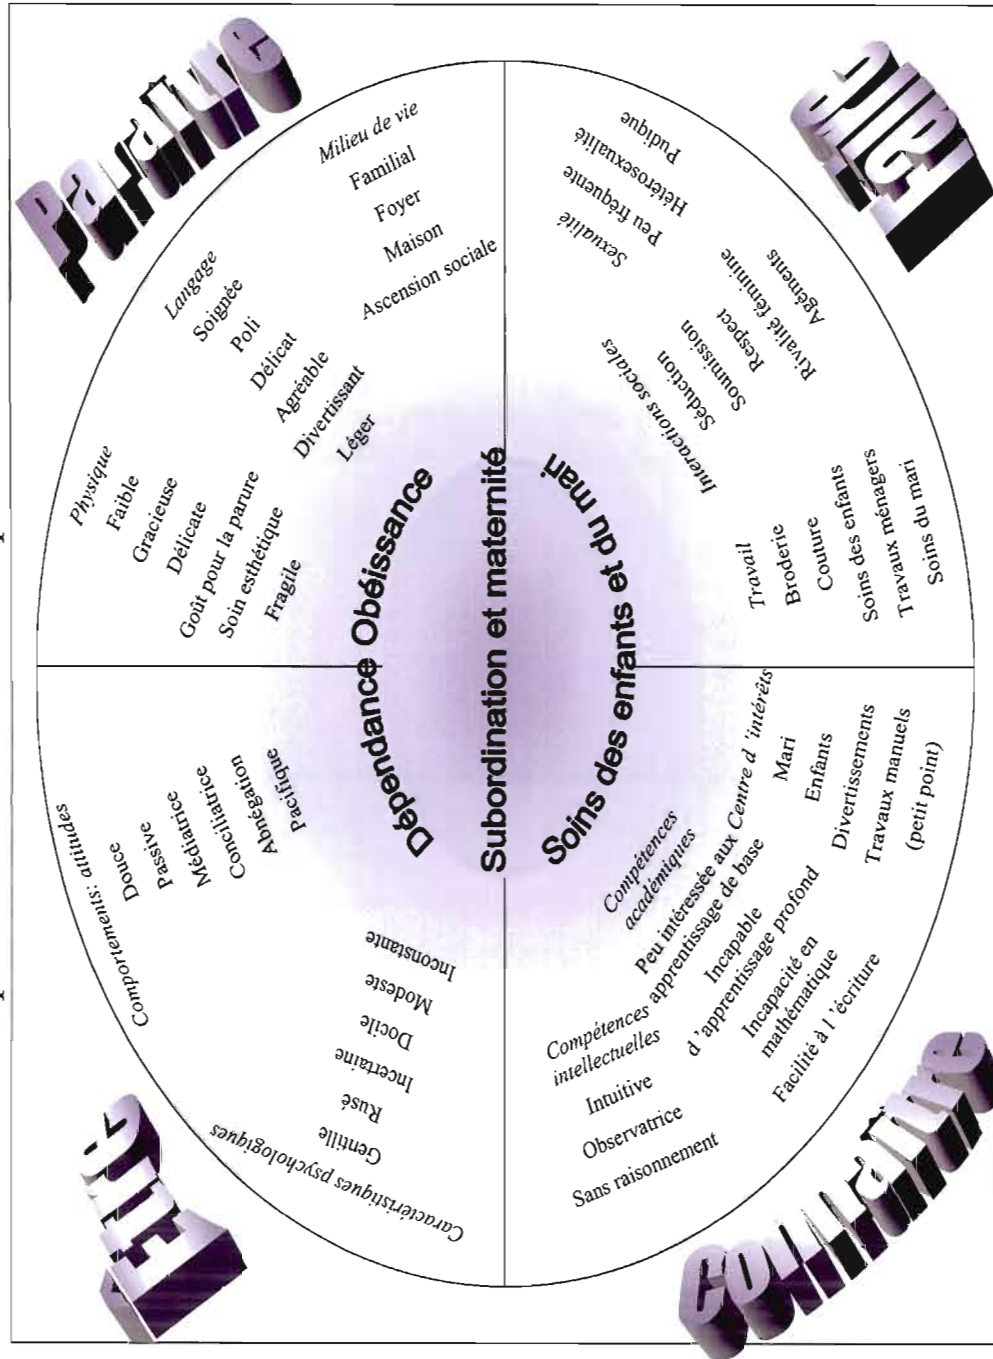 Être
Comportements: attitudes
Douce
Passive
Médiatrice
Conciliatrice
Abnégation
Pacifique
Caractéristiques psychologiques
Gentille
Rusé
Incertaine
Docile
Modeste
Inconstante
Paraître
Physique
Faible
Gracieuse
Délicate
Goût pour la parure
Soin esthétique
Fragile
Langage
Soignée
Poli
Délicat
Agréable
Divertissant
Léger
Milieu de vie
Familial
Foyer
Maison
Ascension sociale
Dépendance Obéissance
Subordination et maternité
Soins des enfants et du mari
Connaître
Compétences
intellectuelles
Intuitive
Observatrice
Sans raisonnement
Compétences
académiques
Peu intéressée aux
apprentissage de base
Incapable
d'apprentissage profond
Incapacité en
mathématique
Facilité à l'écriture
Centre d'intérêts
Mari
Enfants
Divertissements
Travaux manuels
(petit point)
Faire
Travail
Broderie
Couture
Soins des enfants
Travaux ménagers
Soins du mari
Interactions sociales
Séduction
Soumission
Respect
Rivalité féminine
Agéments
Sexualité
Peu fréquente
Hétérosexualité
Pudique